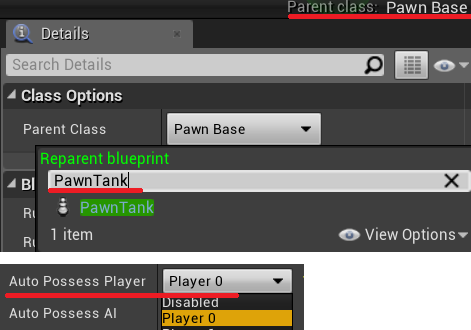 Parent class: Pawn Base
Details
Search Details
Class Options
Parent Class Pawn Base
Reparent blueprint
Bl
PawnTank
Ru PawnTank
Ru 1 item View Options
Auto Possess Player Player 0
Disabled
Auto Possess AI Player 0